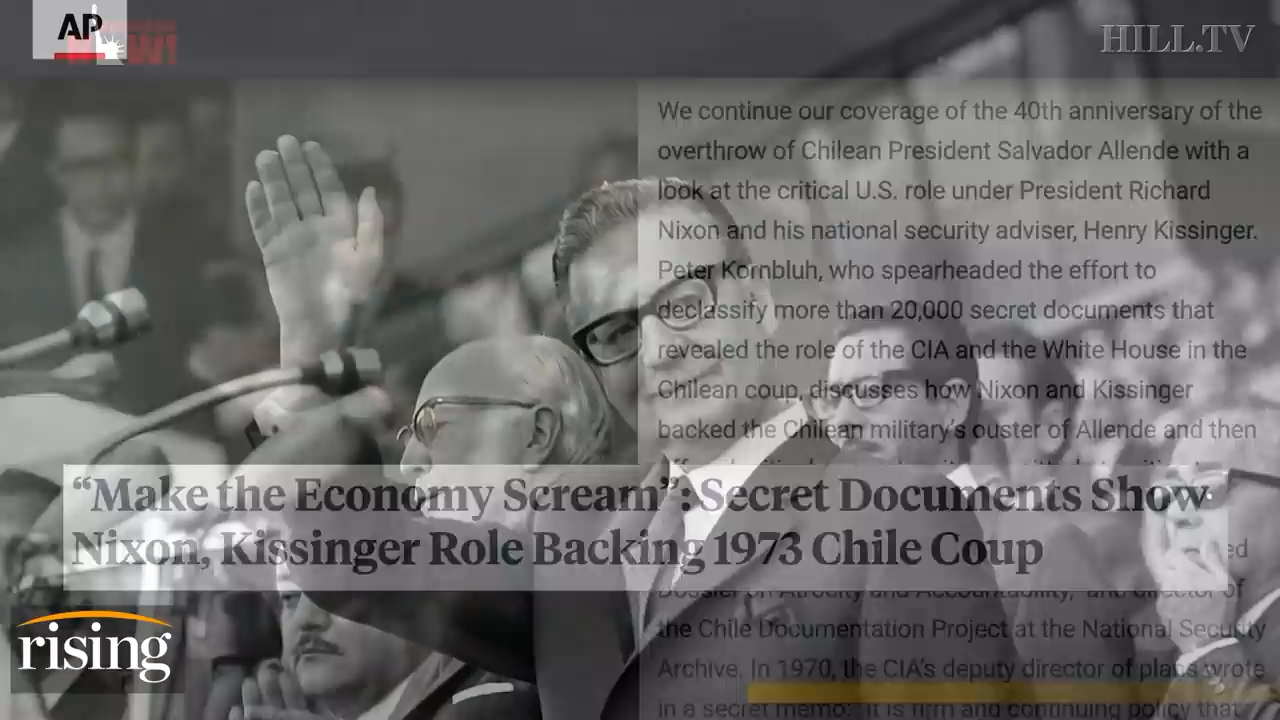 AP
HILL.TV
We continue our coverage of the 40th anniversary of the
overthrow of Chilean President Salvador Allende with a
look at the critical U.S. role under President Richard
Nixon and his national security adviser, Henry Kissinger.
Peter Kornbluh, who spearheaded the effort to
declassify more than 20,000 secret documents that
revealed the role of the CIA and the White House in the
Chilean coup, discusses how Nixon and Kissinger
backed the Chilean military's ouster of Allende and then
“Make the Economy Scream”: Secret Documents Show
Nixon, Kissinger Role Backing 1973 Chile Coup
ed
Dossier on Atrocity and Accountability,” and director of
the Chile Documentation Project at the National Security
Archive. In 1970, the CIA's deputy director of plans wrote
in a secret memo: “It is firm and continuing policy that
rising